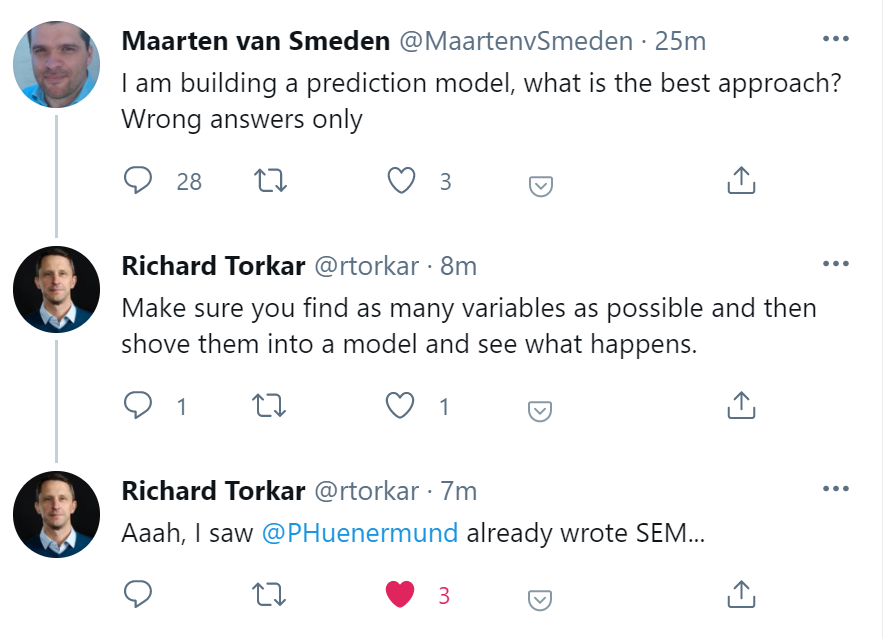 Maarten van Smeden @MaartenvSmeden · 25m
I am building a prediction model, what is the best approach?
Wrong answers only
28 3
Richard Torkar @rtorkar · 8m
Make sure you find as many variables as possible and then
shove them into a model and see what happens.
1 1
Richard Torkar @rtorkar · 7m
Aaah, I saw @PHuenermund already wrote SEM...
3